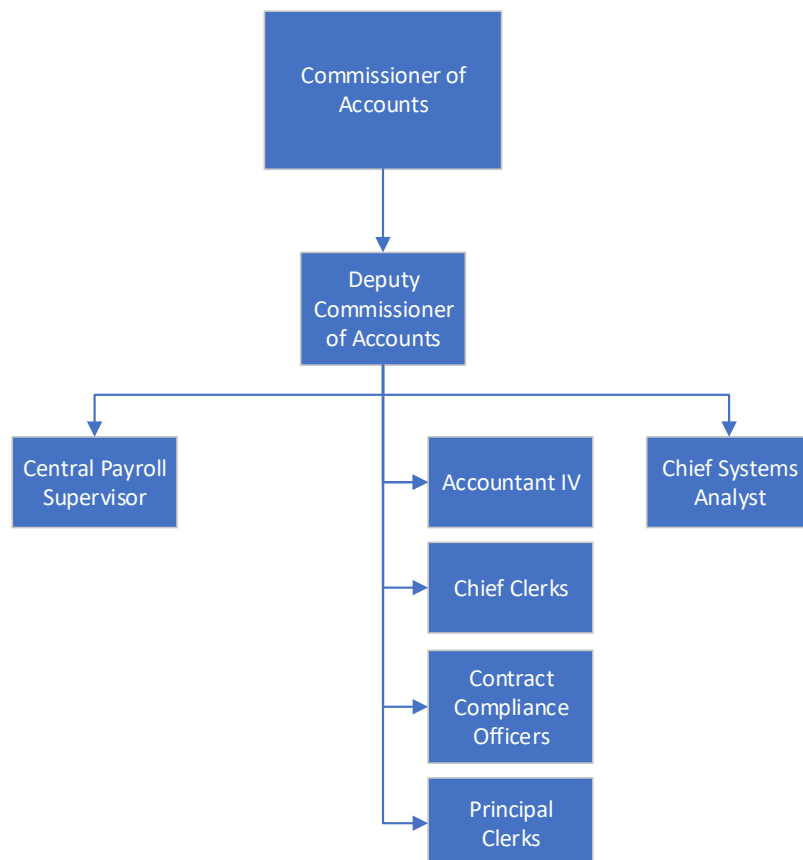 Commissioner of
Accounts
Deputy
Commissioner
of Accounts
Central Payroll
Supervisor
Accountant IV
Chief Systems
Analyst
Chief Clerks
Contract
Compliance
Officers
Principal
Clerks